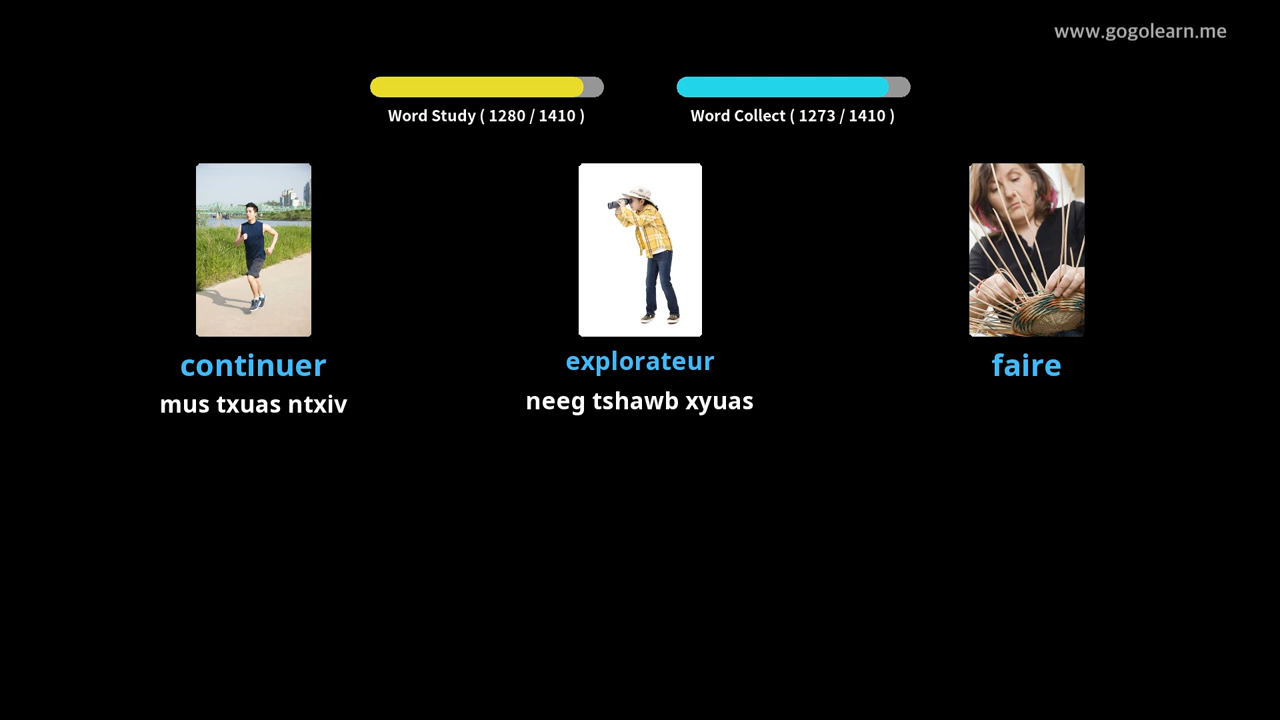 www.gogolearn.me
Word Study ( 1280 / 1410 )
Word Collect ( 1273 / 1410 )
continuer
mus txuas ntxiv
explorateur
neeg tshawb xyuas
faire